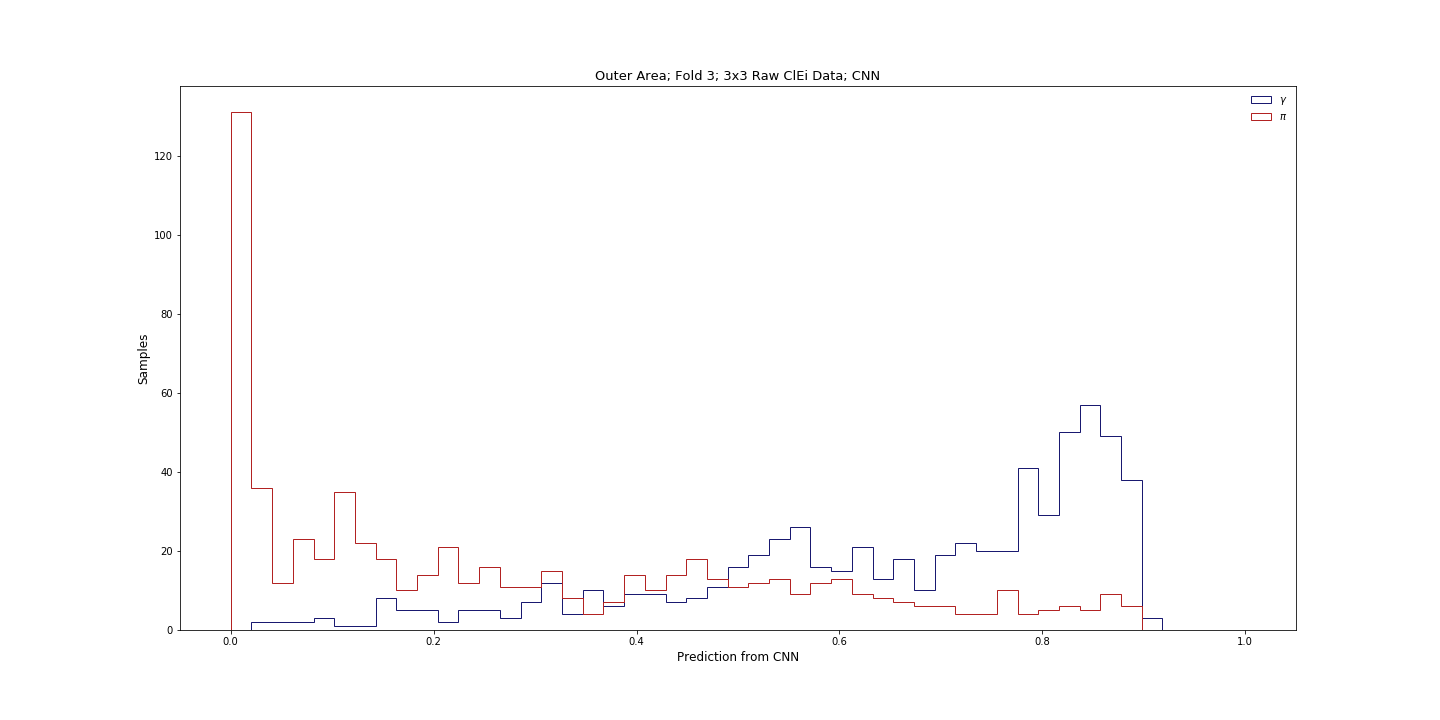 Outer Area; Fold 3; 3x3 Raw ClEi Data; CNN
γ
π
120
100
80
60
40
20
0
Samples
0.0 0.2 0.4 0.6 0.8 1.0
Prediction from CNN